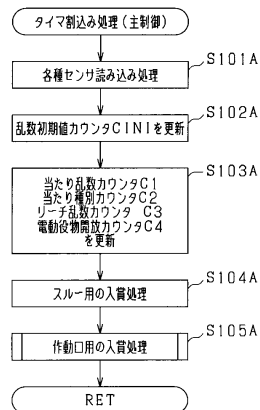 タイマ割込み処理(主制御)
S101A
各種センサ読み込み処理
S102A
乱数初期値カウンタCINIを更新
S103A
当たり乱数カウンタC1
当たり種別カウンタC2
リーチ乱数カウンタ C3
電動役物開放カウンタC4
を更新
S104A
スルー用の入賞処理
S105A
作動口用の入賞処理
RET